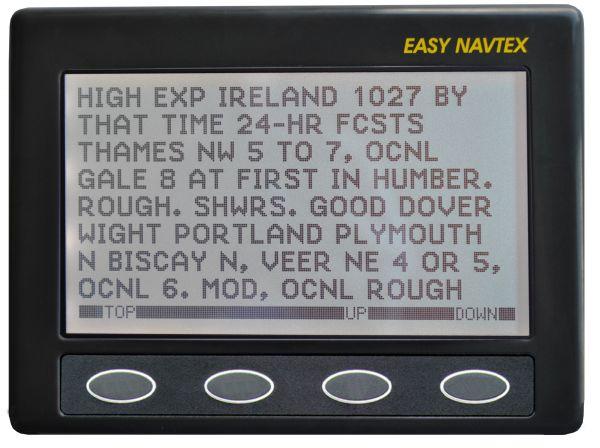 EASY NAVTEX
HIGH EXP IRELAND 1027 BY
THAT TIME 24-HR FCSTS
THAMES NW 5 TO 7, OCNL
GALE 8 AT FIRST IN HUMBER.
ROUGH. SHWRS. GOOD DOVER
WIGHT PORTLAND PLYMOUTH
N BISCAY N, VEER NE 4 OR 5,
OCNL 6. MOD, OCNL ROUGH
TOP UP DOWN